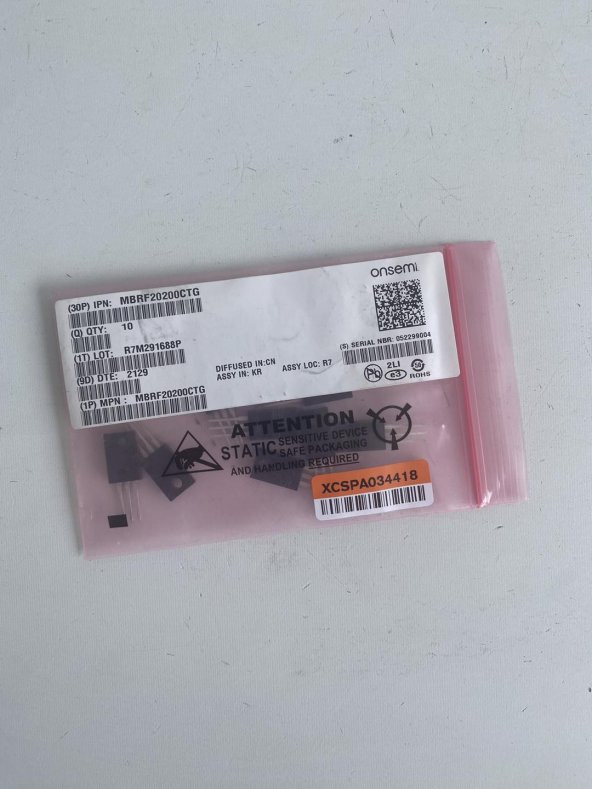 onsemi
(30P) IPN: MBRF20200CTG
(Q) QTY: 10
(1T) LOT: R7M291688P
(S) SERIAL NBR: 052299004
(9D) DTE: 2129
DIFFUSED IN:CN
ASSY IN: KR
ASSY LOC: R7
(1P) MPN : MBRF20200CTG
Pb
2LI
e3
ROHS
ATTENTION
STATIC SENSITIVE DEVICE
SAFE PACKAGING
AND HANDLING REQUIRED
XCSPA034418